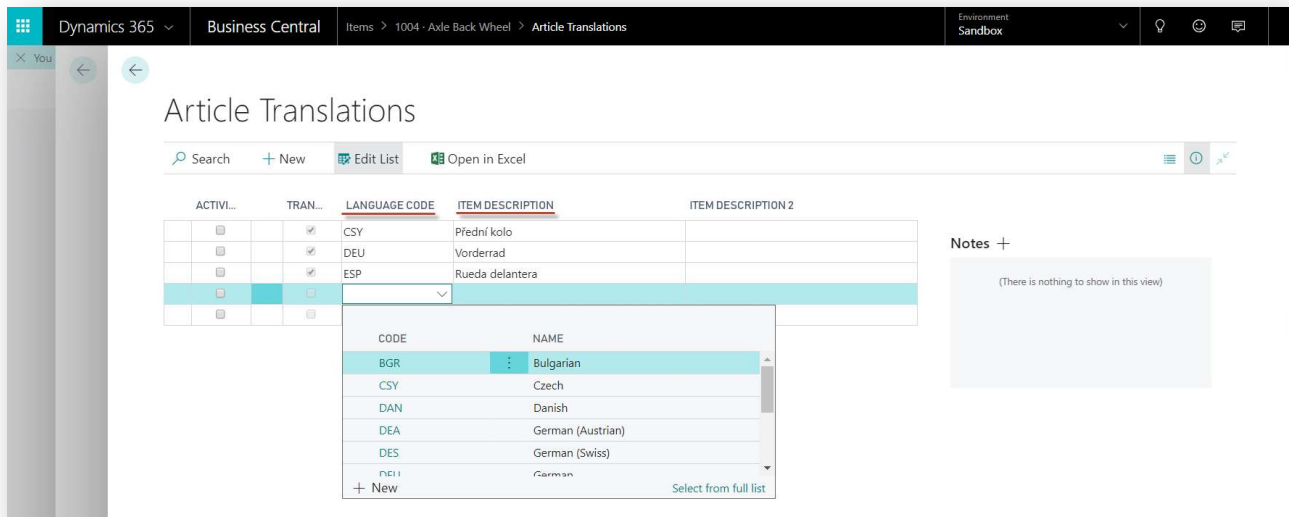 Dynamics 365 Business Central Items > 1004 · Axle Back Wheel > Article Translations Environment
Sandbox
You
Article Translations
Search + New Edit List Open in Excel
ACTIVI... TRAN... LANGUAGE CODE ITEM DESCRIPTION ITEM DESCRIPTION 2
CSY Přední kolo
DEU Vorderrad
ESP Rueda delantera
Notes +
(There is nothing to show in this view)
CODE NAME
BGR Bulgarian
CSY Czech
DAN Danish
DEA German (Austrian)
DES German (Swiss)
DEU German
+ New Select from full list